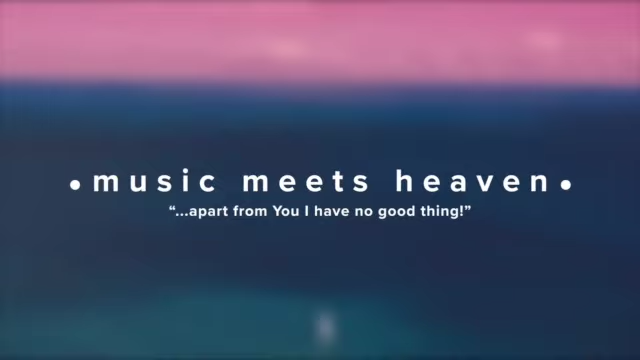 • music meets heaven •
“...apart from You I have no good thing!”